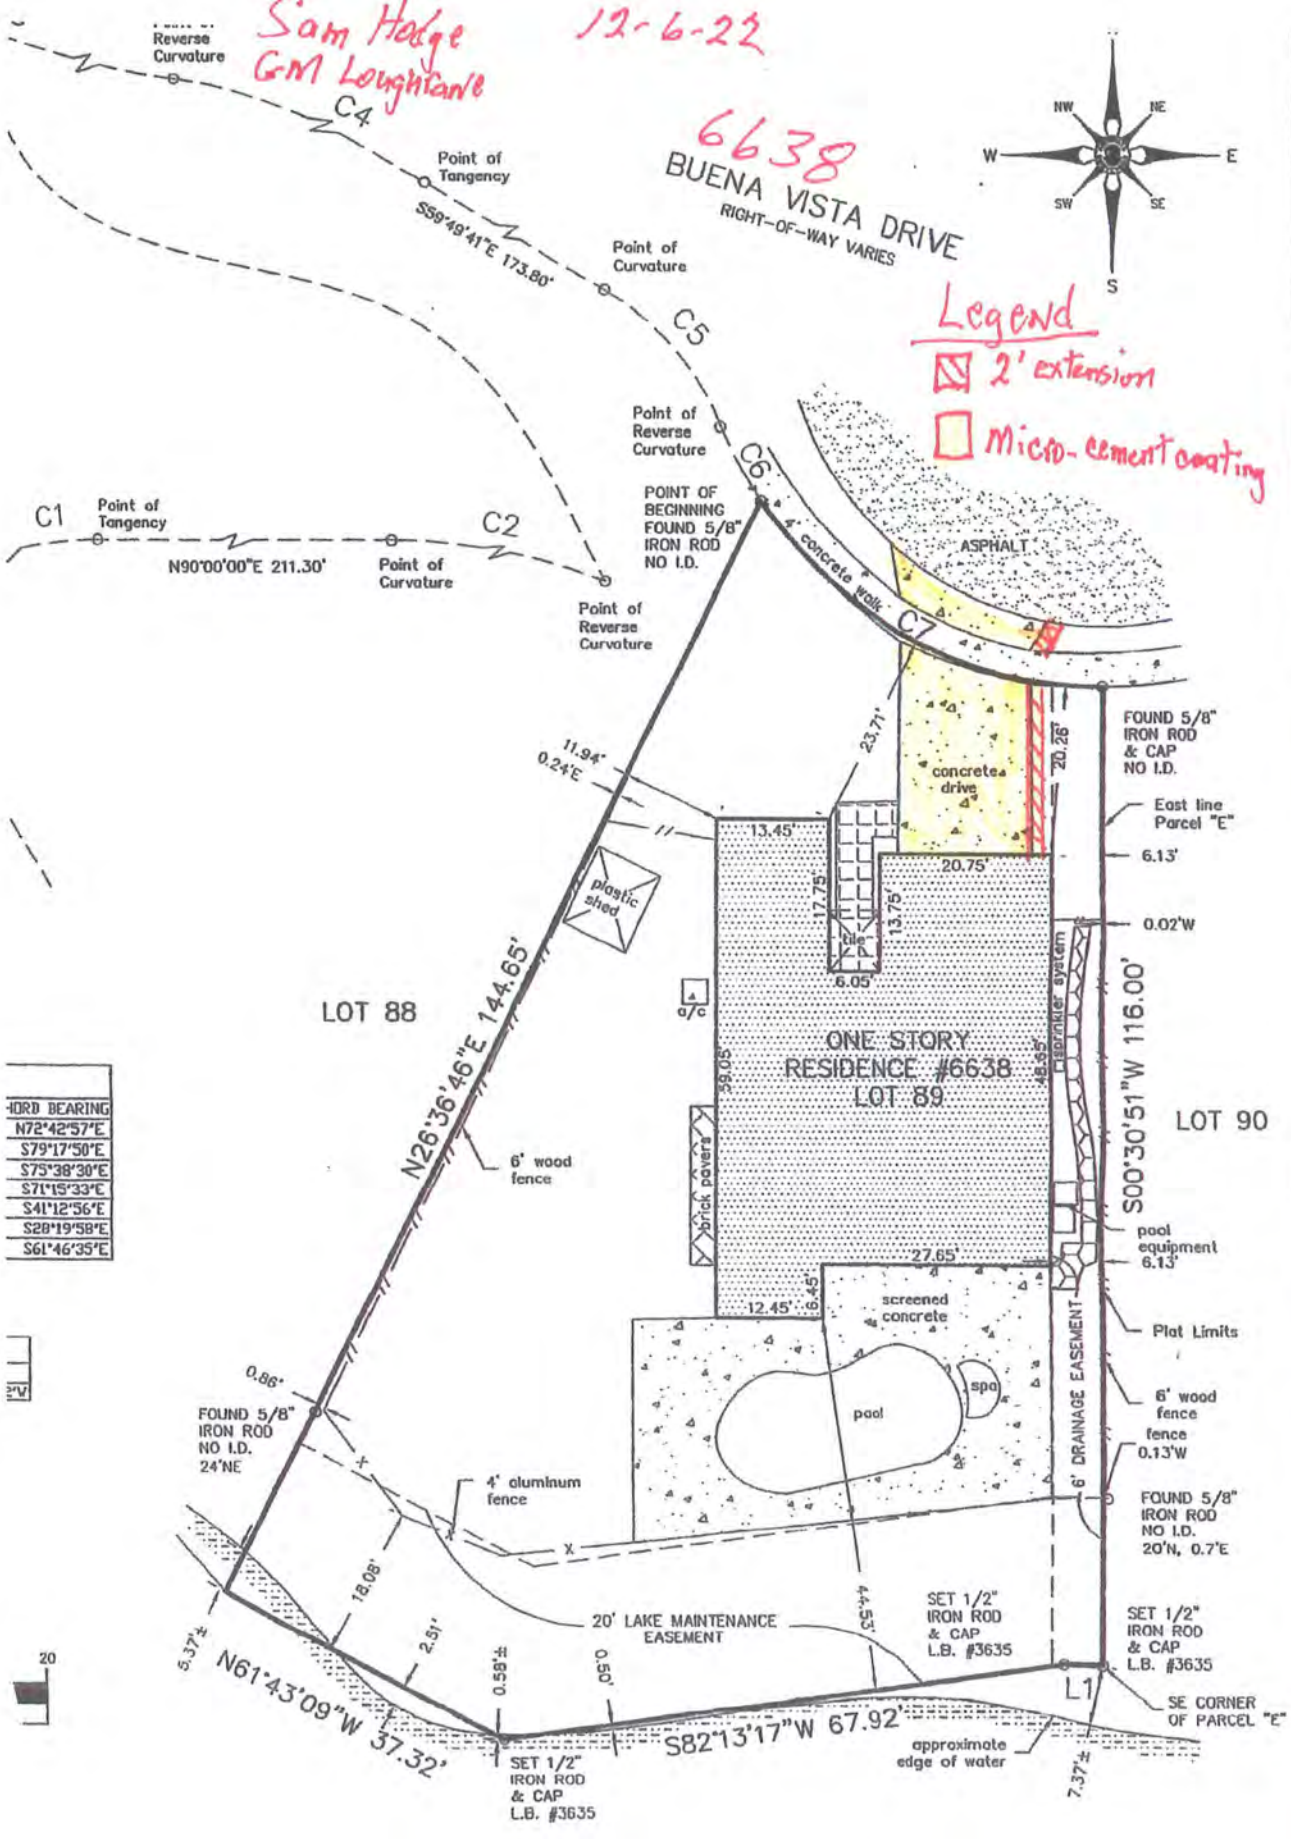 Reverse
Curvature
Sam Hodge
GM Loughrane
12-6-22
C4
Point of
Tangency
S59°49'41"E 173.80'
6638
BUENA VISTA DRIVE
RIGHT-OF-WAY VARIES
NW
NE
W
E
SW
SE
S
Point of
Curvature
C5
Legend
2' extension
Micro-cement coating
Point of
Reverse
Curvature
C6
POINT OF
BEGINNING
FOUND 5/8"
IRON ROD
NO I.D.
C1
Point of
Tangency
N90°00'00"E 211.30'
Point of
Curvature
C2
Point of
Reverse
Curvature
4' concrete walk
C7
ASPHALT
23.71'
concrete
drive
20.26'
FOUND 5/8"
IRON ROD
& CAP
NO I.D.
East line
Parcel "E"
6.13'
11.94'
0.24'E
13.45'
20.75'
17.75'
13.75'
tile
6.05'
0.02'W
plastic
shed
sprinkler system
a/c
LOT 88
N26°36'46"E 144.65'
59.05'
ONE STORY
RESIDENCE #6638
LOT 89
48.65'
S00°30'51"W 116.00'
LOT 90
HORD BEARING
N72°42'57"E
S79°17'50"E
S75°38'30"E
S71°15'33"E
S41°12'56"E
S28°19'58"E
S61°46'35"E
6' wood
fence
brick pavers
pool
equipment
6.13'
27.65'
12.45'
6.45'
screened
concrete
Plat Limits
spa
pool
6' DRAINAGE EASEMENT
6' wood
fence
fence
0.13'W
0.86'
FOUND 5/8"
IRON ROD
NO I.D.
24'NE
4' aluminum
fence
x
x
x
FOUND 5/8"
IRON ROD
NO I.D.
20'N, 0.7'E
18.08'
44.53'
20' LAKE MAINTENANCE
EASEMENT
SET 1/2"
IRON ROD
& CAP
L.B. #3635
SET 1/2"
IRON ROD
& CAP
L.B. #3635
5.37'±
2.51'
0.58'±
0.50'
N61°43'09"W 37.32'
S82°13'17"W 67.92'
L1
SE CORNER
OF PARCEL "E"
20
approximate
edge of water
7.37'±
SET 1/2"
IRON ROD
& CAP
L.B. #3635